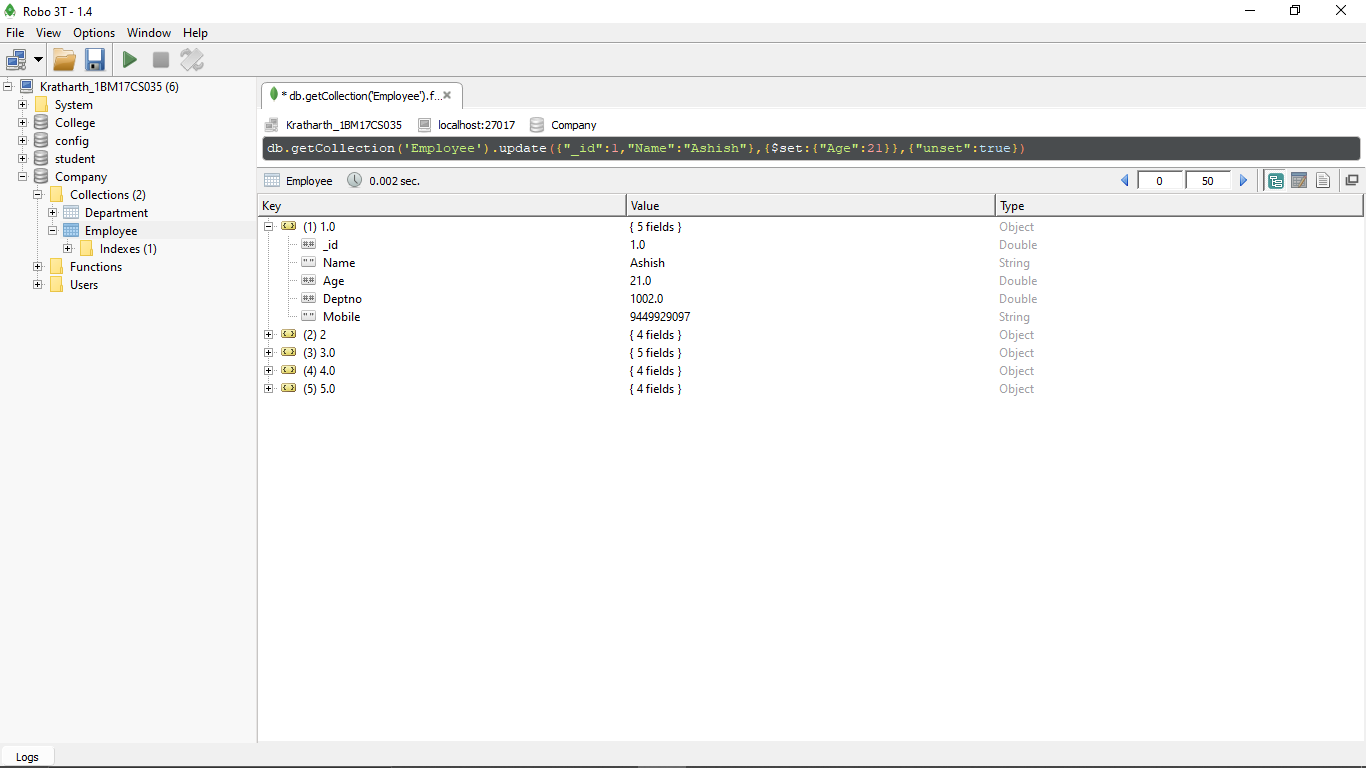 Robo 3T - 1.4
File View Options Window Help
Kratharth_1BM17CS035 (6)
System
College
config
student
Company
Collections (2)
Department
Employee
Indexes (1)
Functions
Users
* db.getCollection('Employee').f...
Kratharth_1BM17CS035 localhost:27017 Company
db.getCollection('Employee').update({"_id":1,"Name":"Ashish"},{$set:{"Age":21}},{"unset":true})
Employee 0.002 sec. 0 50
Key Value Type
(1) 1.0 { 5 fields } Object
_id 1.0 Double
Name Ashish String
Age 21.0 Double
Deptno 1002.0 Double
Mobile 9449929097 String
(2) 2 { 4 fields } Object
(3) 3.0 { 5 fields } Object
(4) 4.0 { 4 fields } Object
(5) 5.0 { 4 fields } Object
Logs